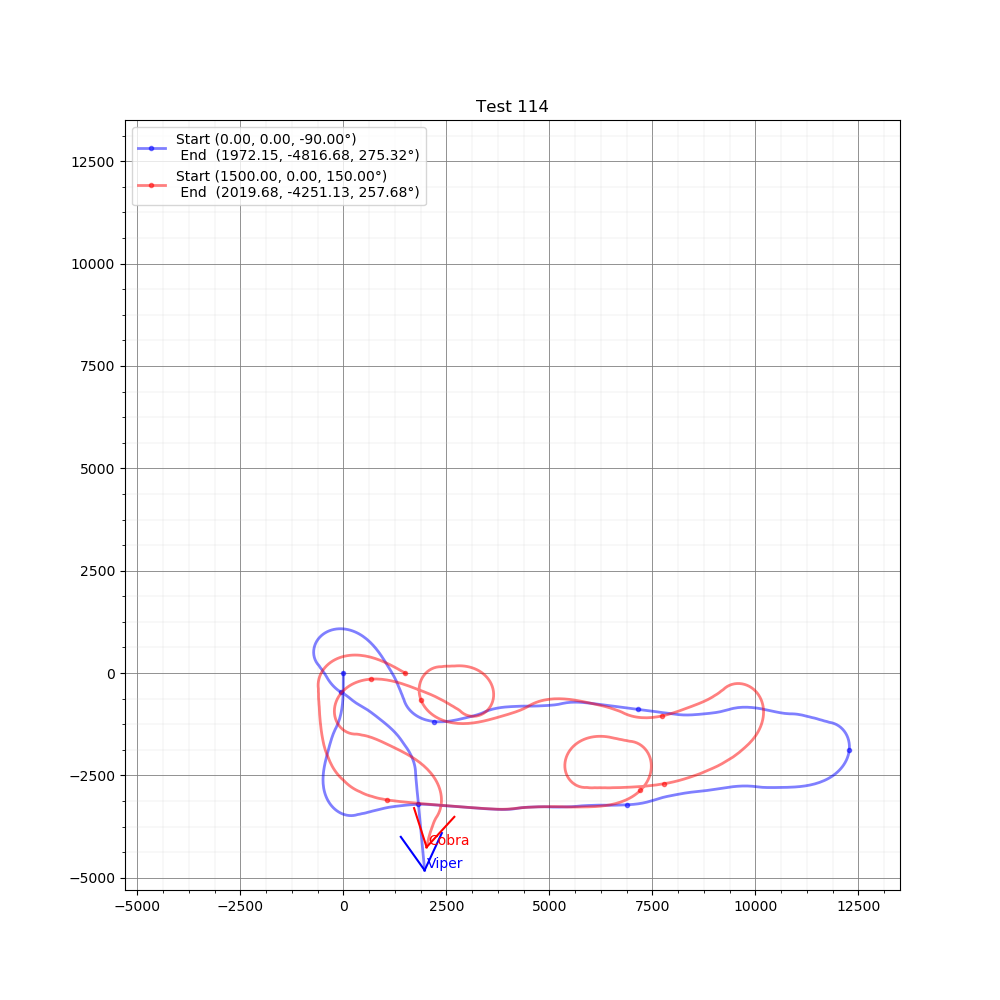 Test 114
Start (0.00, 0.00, -90.00°)
End (1972.15, -4816.68, 275.32°)
Start (1500.00, 0.00, 150.00°)
End (2019.68, -4251.13, 257.68°)
12500
10000
7500
5000
2500
0
−2500
−5000
Cobra
Viper
−5000
−2500
0
2500
5000
7500
10000
12500